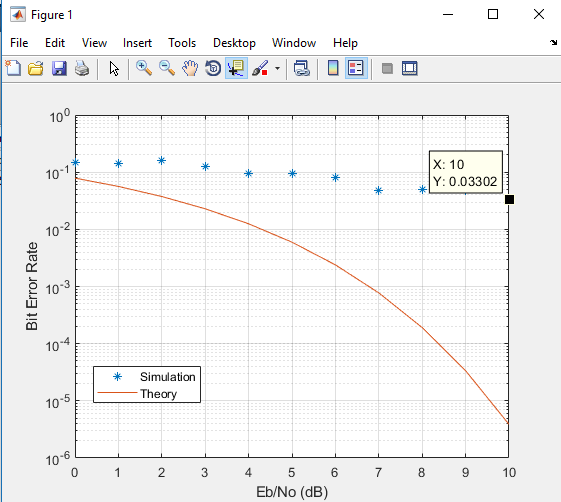 Figure 1
File Edit View Insert Tools Desktop Window Help
10^0
10^-1
10^-2
10^-3
10^-4
10^-5
10^-6
Bit Error Rate
X: 10
Y: 0.03302
Simulation
Theory
0 1 2 3 4 5 6 7 8 9 10
Eb/No (dB)